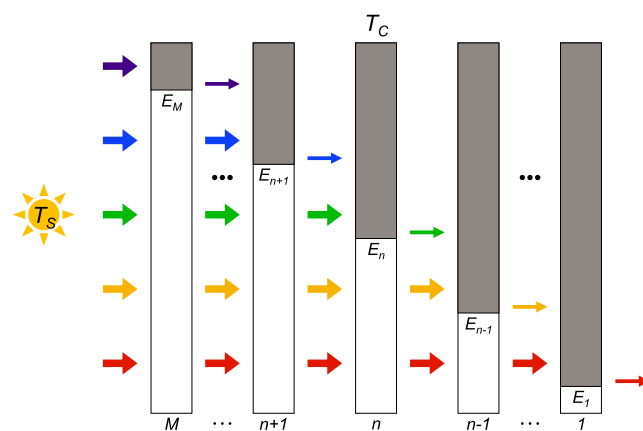 T_C
E_M
E_{n+1}
•••
•••
T_S
E_n
E_{n-1}
E_1
M ··· n+1 n n-1 ··· 1